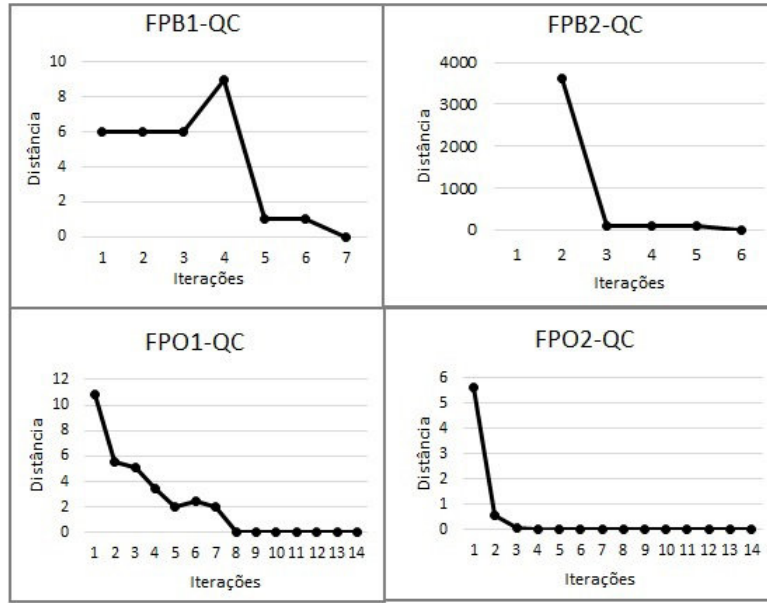 FPB1-QC
10
8
6
4
2
0
Distância
1 2 3 4 5 6 7
Iterações
FPB2-QC
4000
3000
2000
1000
0
Distância
1 2 3 4 5 6
Iterações
FPO1-QC
12
10
8
6
4
2
0
Distância
1 2 3 4 5 6 7 8 9 10 11 12 13 14
Iterações
FPO2-QC
6
5
4
3
2
1
0
Distância
1 2 3 4 5 6 7 8 9 10 11 12 13 14
Iterações